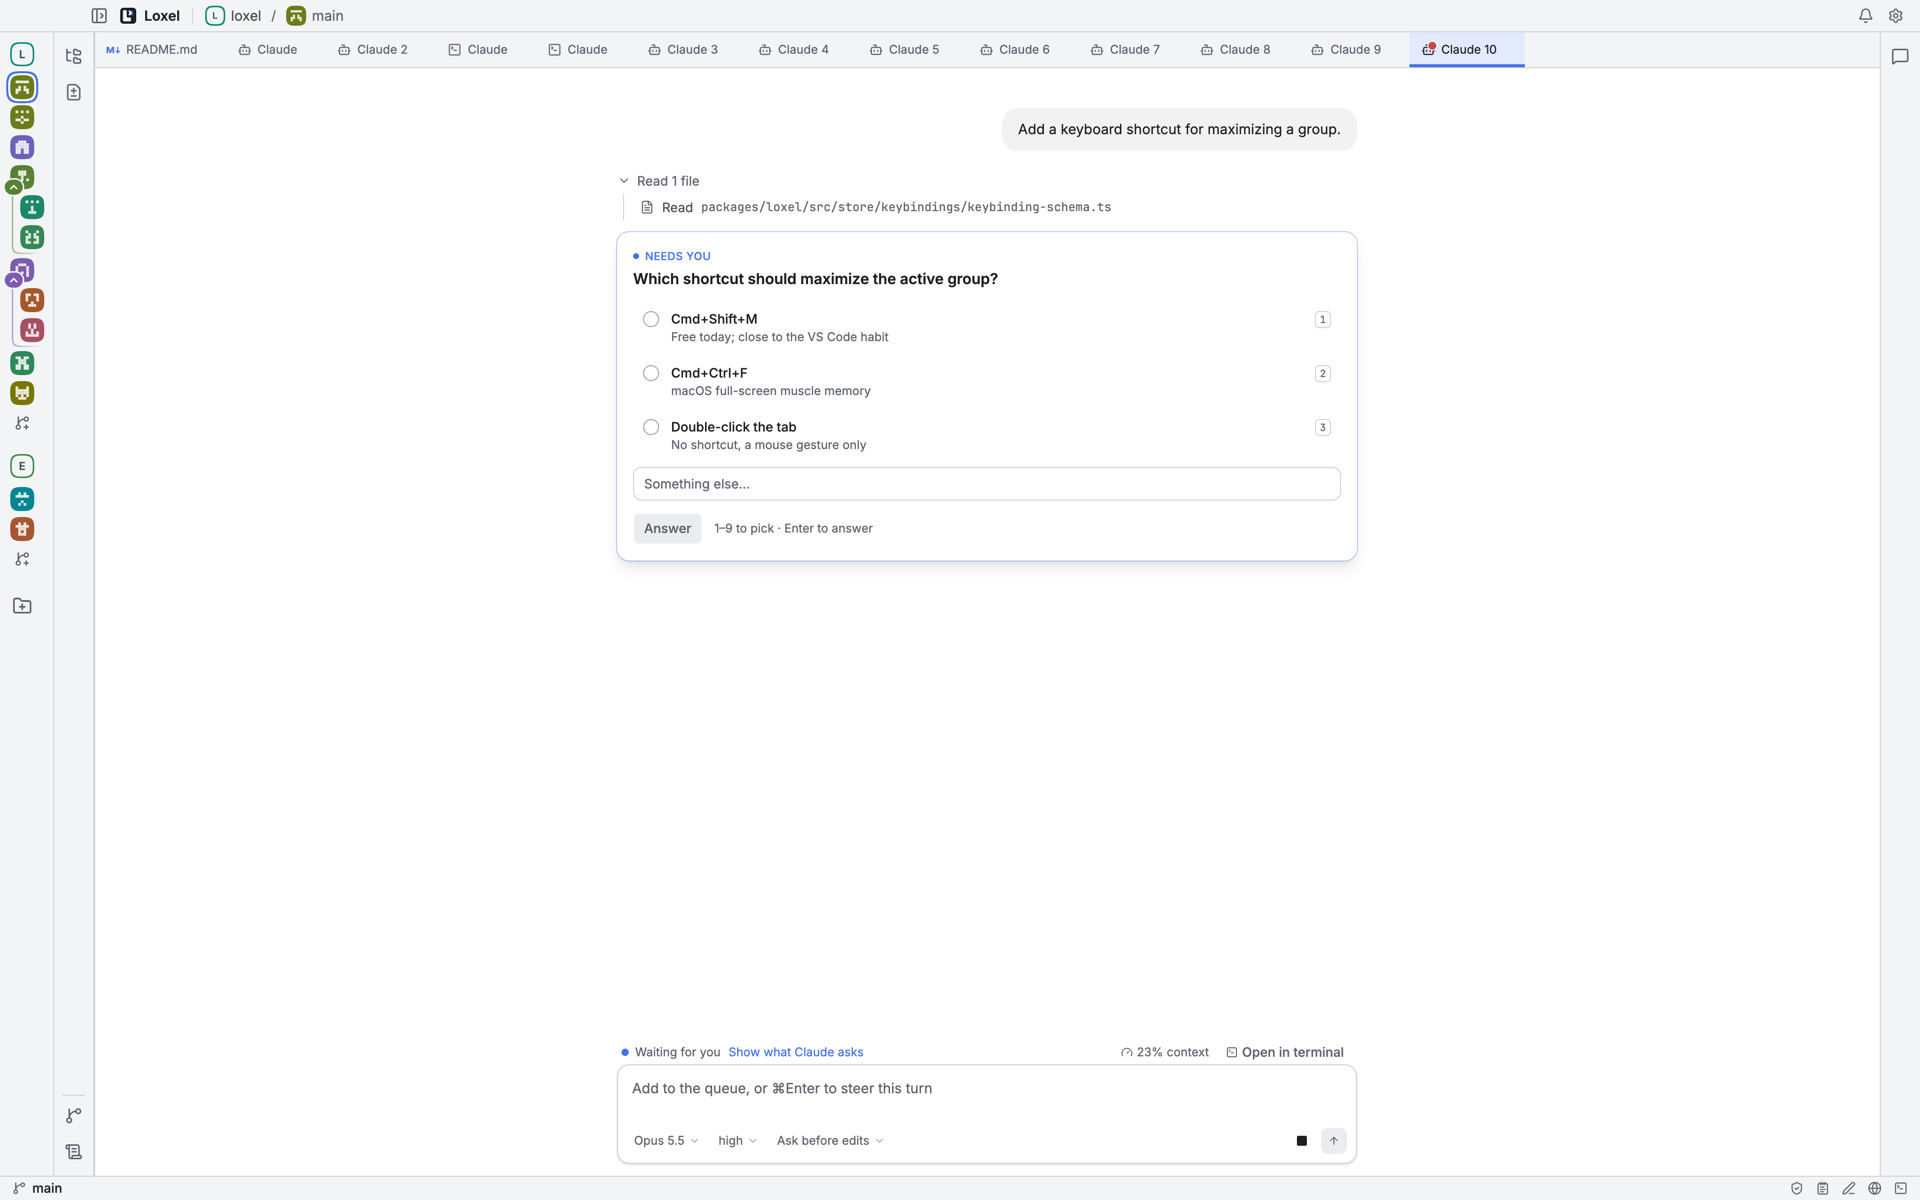 Loxel
L loxel / main
L
README.md
Claude
Claude 2
Claude
Claude
Claude 3
Claude 4
Claude 5
Claude 6
Claude 7
Claude 8
Claude 9
Claude 10
Add a keyboard shortcut for maximizing a group.
Read 1 file
Read packages/loxel/src/store/keybindings/keybinding-schema.ts
NEEDS YOU
Which shortcut should maximize the active group?
Cmd+Shift+M 1
Free today; close to the VS Code habit
Cmd+Ctrl+F 2
macOS full-screen muscle memory
Double-click the tab 3
No shortcut, a mouse gesture only
Something else...
Answer 1–9 to pick · Enter to answer
E
Waiting for you Show what Claude asks 23% context Open in terminal
Add to the queue, or ⌘Enter to steer this turn
Opus 5.5 high Ask before edits
main